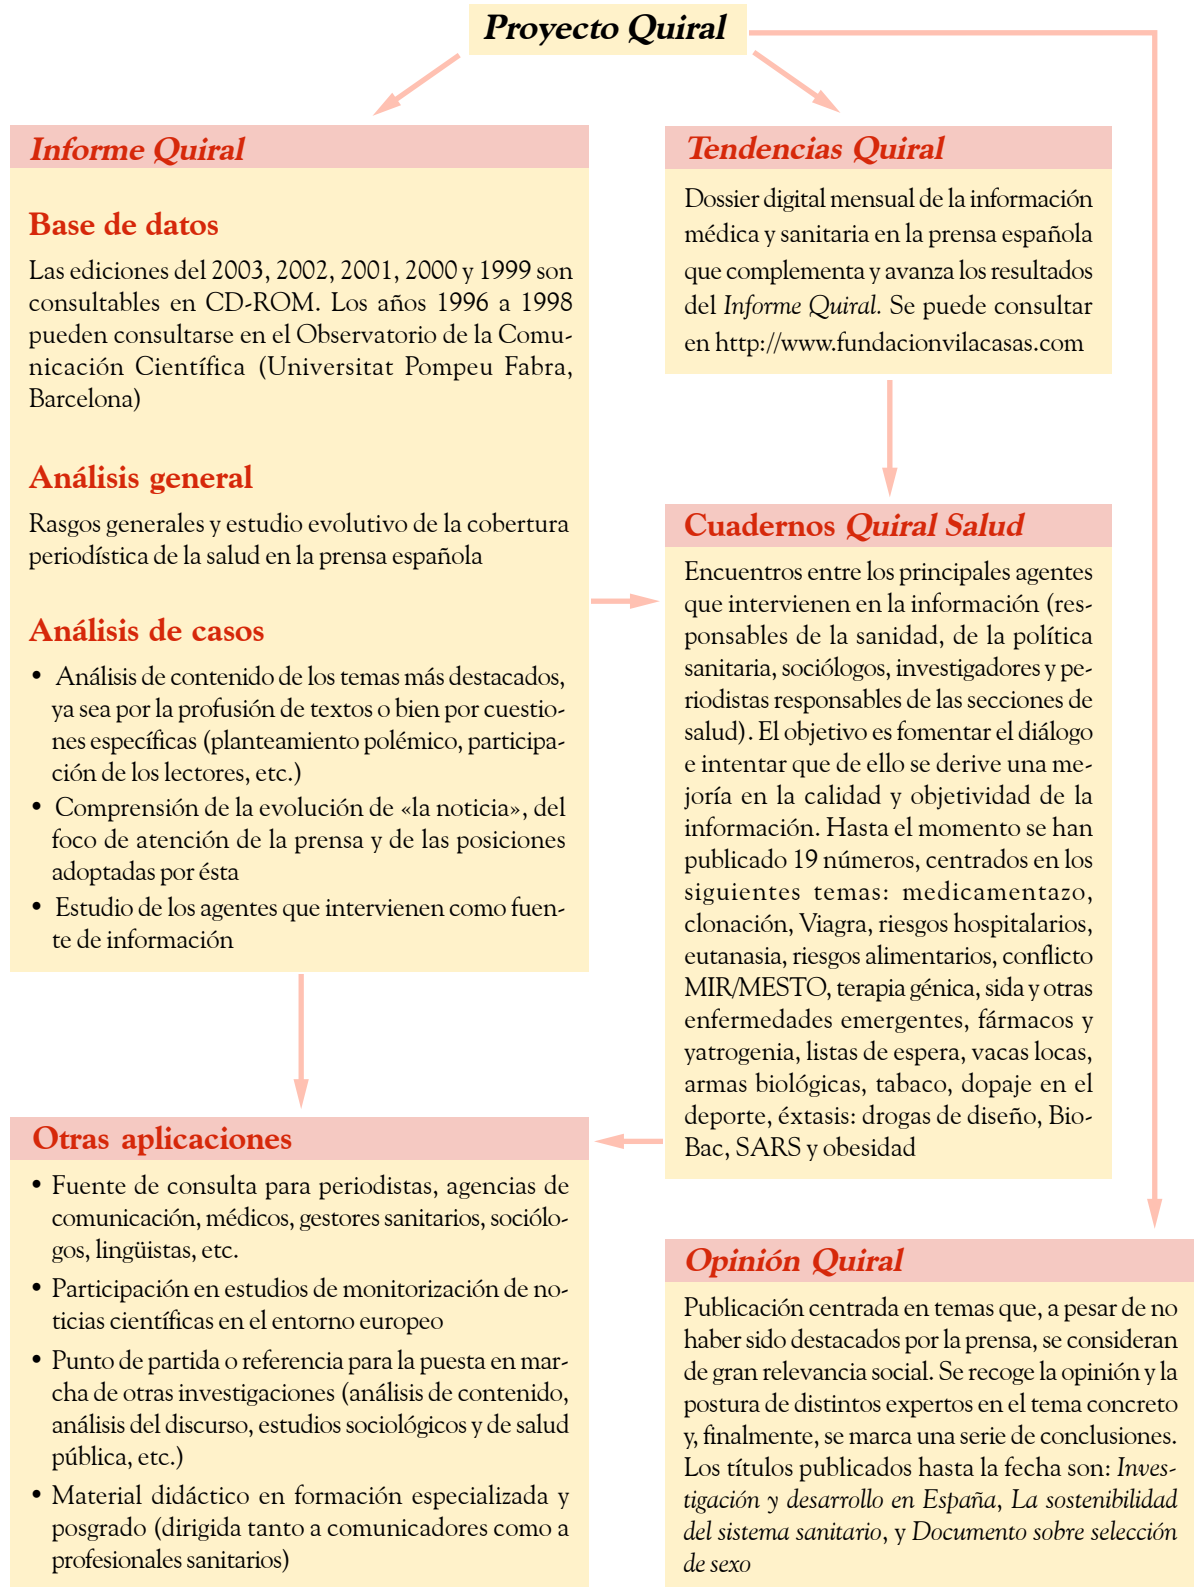 Proyecto Quiral
Informe Quiral
Base de datos
Las ediciones del 2003, 2002, 2001, 2000 y 1999 son
consultables en CD-ROM. Los años 1996 a 1998
pueden consultarse en el Observatorio de la Comu-
nicación Científica (Universitat Pompeu Fabra,
Barcelona)
Análisis general
Rasgos generales y estudio evolutivo de la cobertura
periodística de la salud en la prensa española
Análisis de casos
• Análisis de contenido de los temas más destacados,
ya sea por la profusión de textos o bien por cuestio-
nes específicas (planteamiento polémico, participa-
ción de los lectores, etc.)
• Comprensión de la evolución de «la noticia», del
foco de atención de la prensa y de las posiciones
adoptadas por ésta
• Estudio de los agentes que intervienen como fuen-
te de información
Tendencias Quiral
Dossier digital mensual de la información
médica y sanitaria en la prensa española
que complementa y avanza los resultados
del Informe Quiral. Se puede consultar
en http://www.fundacionvilacasas.com
Cuadernos Quiral Salud
Encuentros entre los principales agentes
que intervienen en la información (res-
ponsables de la sanidad, de la política
sanitaria, sociólogos, investigadores y pe-
riodistas responsables de las secciones de
salud). El objetivo es fomentar el diálogo
e intentar que de ello se derive una me-
joría en la calidad y objetividad de la
información. Hasta el momento se han
publicado 19 números, centrados en los
siguientes temas: medicamentazo,
clonación, Viagra, riesgos hospitalarios,
eutanasia, riesgos alimentarios, conflicto
MIR/MESTO, terapia génica, sida y otras
enfermedades emergentes, fármacos y
yatrogenia, listas de espera, vacas locas,
armas biológicas, tabaco, dopaje en el
deporte, éxtasis: drogas de diseño, Bio-
Bac, SARS y obesidad
Otras aplicaciones
• Fuente de consulta para periodistas, agencias de
comunicación, médicos, gestores sanitarios, sociólo-
gos, lingüistas, etc.
• Participación en estudios de monitorización de no-
ticias científicas en el entorno europeo
• Punto de partida o referencia para la puesta en mar-
cha de otras investigaciones (análisis de contenido,
análisis del discurso, estudios sociológicos y de salud
pública, etc.)
• Material didáctico en formación especializada y
posgrado (dirigida tanto a comunicadores como a
profesionales sanitarios)
Opinión Quiral
Publicación centrada en temas que, a pesar de no
haber sido destacados por la prensa, se consideran
de gran relevancia social. Se recoge la opinión y la
postura de distintos expertos en el tema concreto
y, finalmente, se marca una serie de conclusiones.
Los títulos publicados hasta la fecha son: Inves-
tigación y desarrollo en España, La sostenibilidad
del sistema sanitario, y Documento sobre selección
de sexo